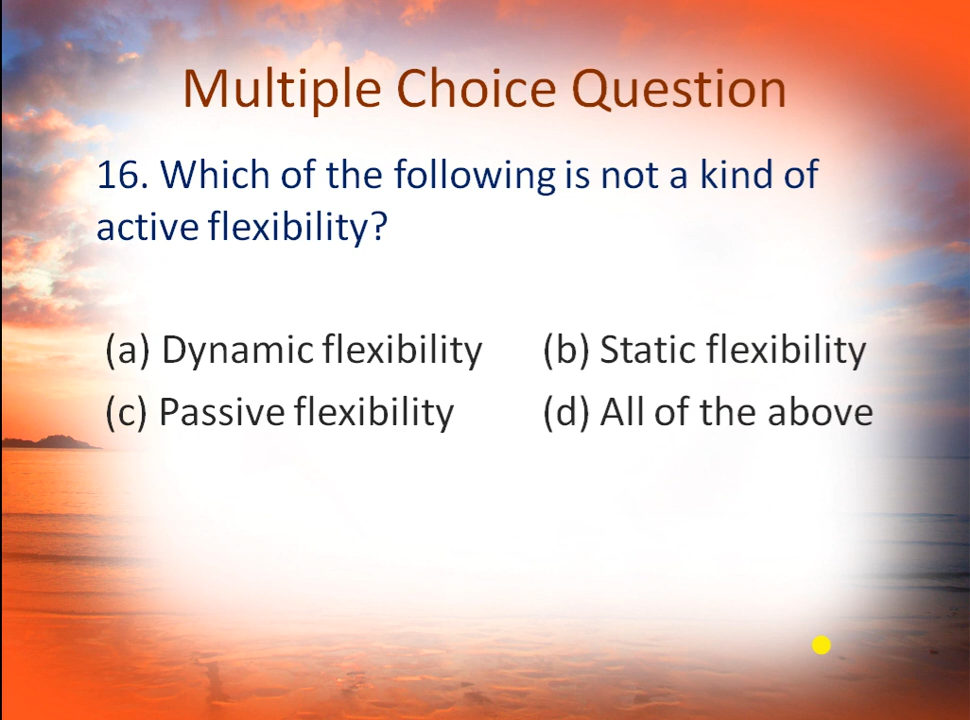 Multiple Choice Question
16. Which of the following is not a kind of
active flexibility?
(a) Dynamic flexibility (b) Static flexibility
(c) Passive flexibility (d) All of the above